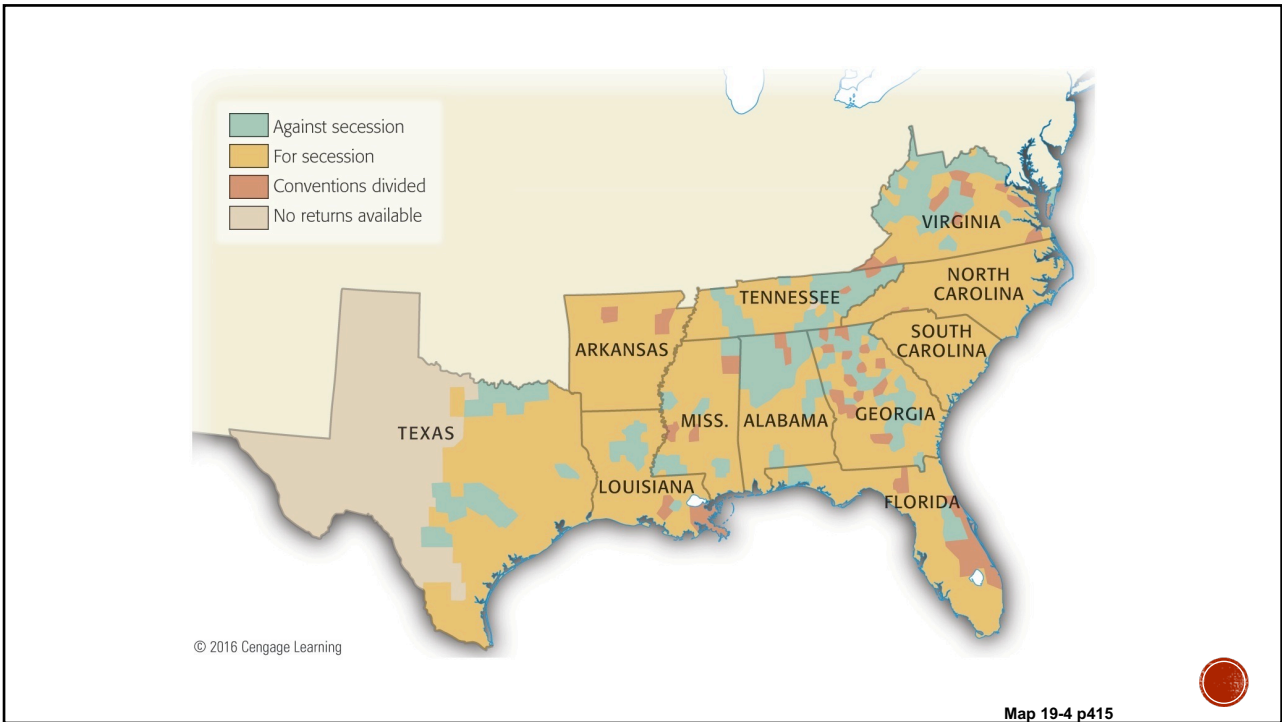 Against secession
For secession
Conventions divided
No returns available
VIRGINIA
NORTH
CAROLINA
TENNESSEE
SOUTH
CAROLINA
ARKANSAS
MISS.
ALABAMA
GEORGIA
TEXAS
LOUISIANA
FLORIDA
© 2016 Cengage Learning
Map 19-4 p415